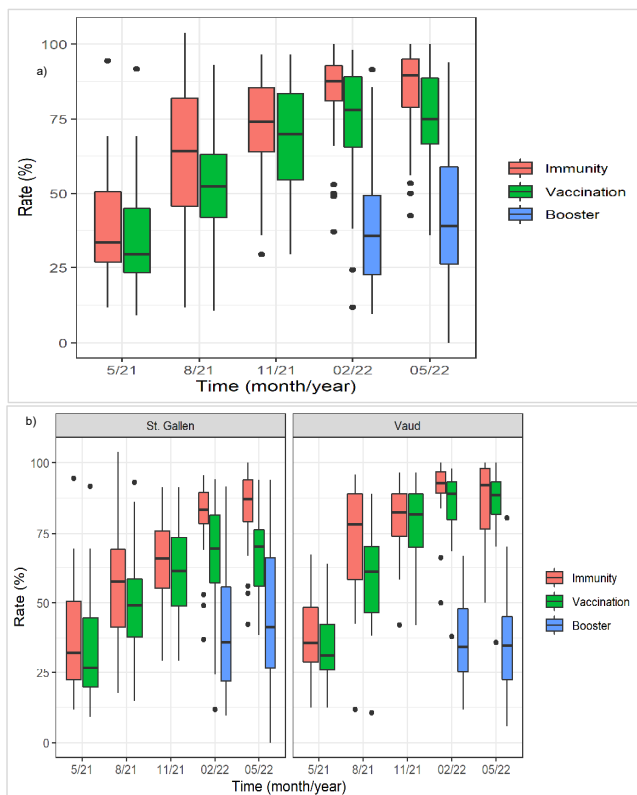 a)
Rate (%)
100
75
50
25
0
5/21 8/21 11/21 02/22 05/22
Time (month/year)
Immunity
Vaccination
Booster
b)
St. Gallen Vaud
Rate (%)
100
75
50
25
0
5/21 8/21 11/21 02/22 05/22 5/21 8/21 11/21 02/22 05/22
Time (month/year)
Immunity
Vaccination
Booster